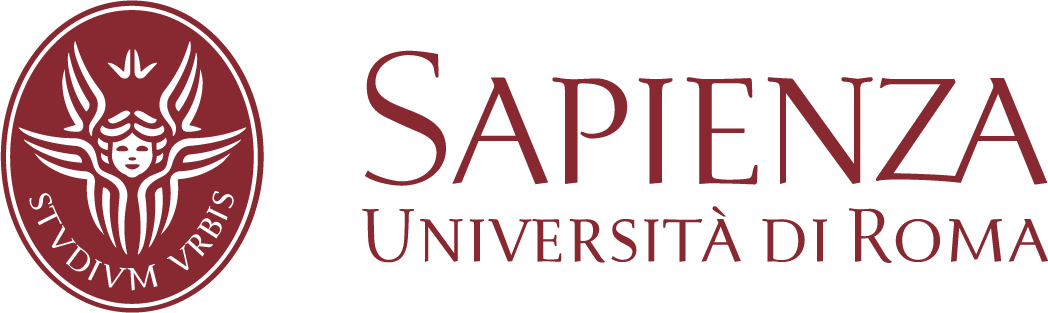 STVDIVM VRBIS
SAPIENZA
UNIVERSITÀ DI ROMA